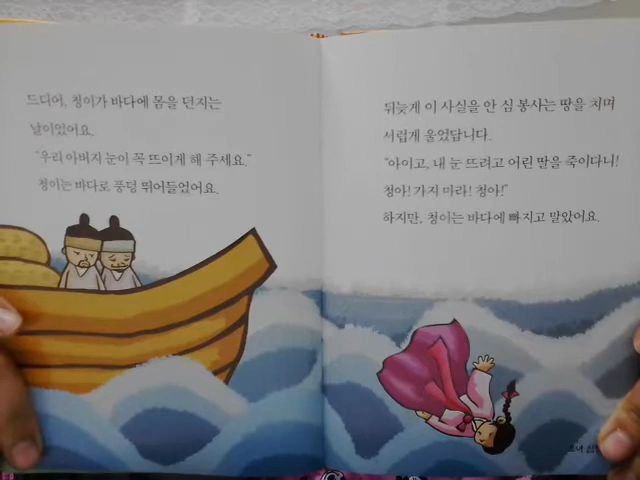 드디어, 청이가 바다에 몸을 던지는
날이었어요.
"우리 아버지 눈이 꼭 뜨이게 해 주세요."
청이는 바다로 풍덩 뛰어들었어요.
뒤늦게 이 사실을 안 심 봉사는 땅을 치며
서럽게 울었답니다.
"아이고, 내 눈 뜨려고 어린 딸을 죽이다니!
청아! 가지 마라! 청아!"
하지만, 청이는 바다에 빠지고 말았어요.